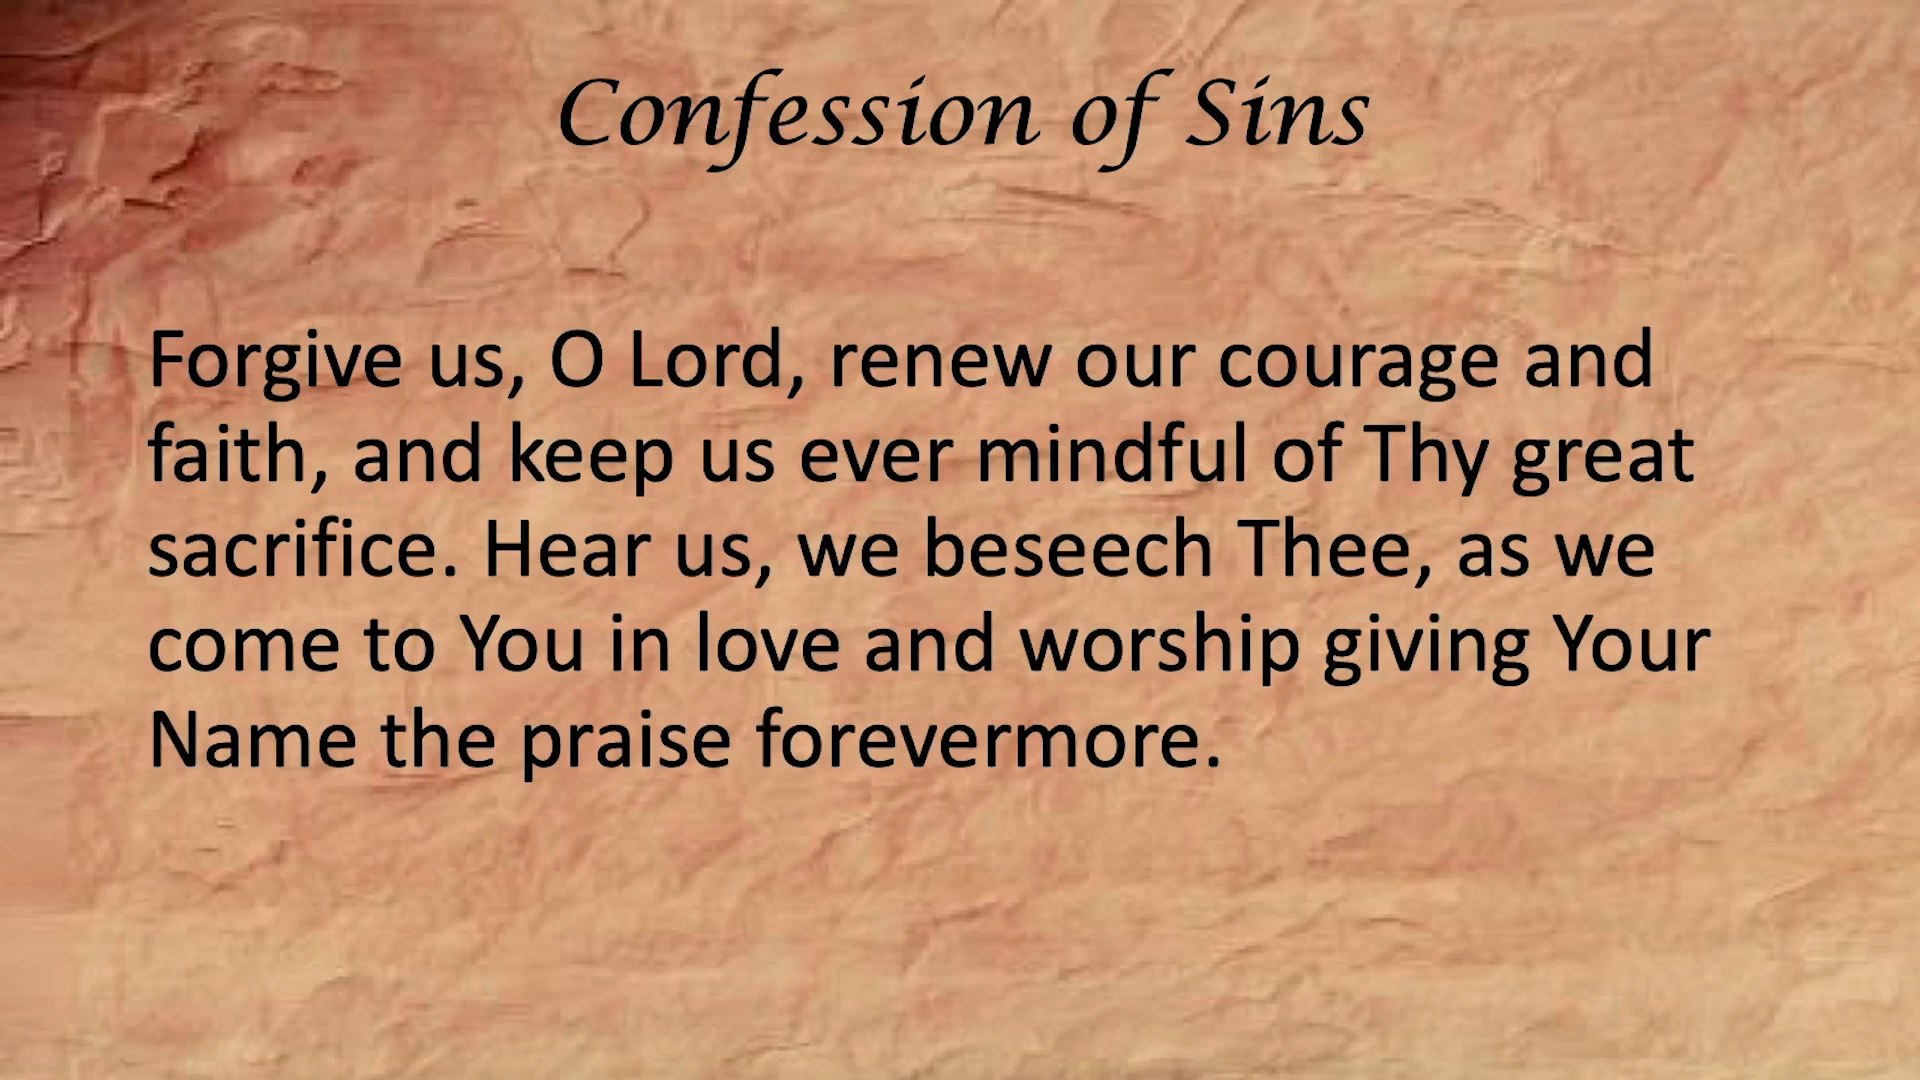 Confession of Sins
Forgive us, O Lord, renew our courage and
faith, and keep us ever mindful of Thy great
sacrifice. Hear us, we beseech Thee, as we
come to You in love and worship giving Your
Name the praise forevermore.